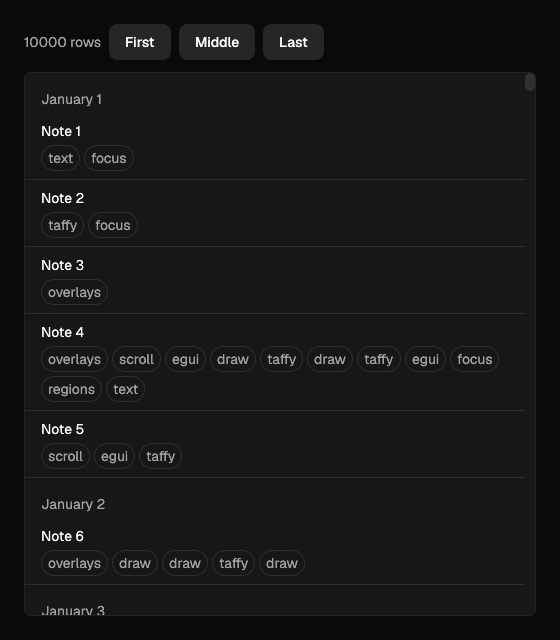 10000 rows First Middle Last
January 1
Note 1
text focus
Note 2
taffy focus
Note 3
overlays
Note 4
overlays scroll egui draw taffy draw taffy egui focus
regions text
Note 5
scroll egui taffy
January 2
Note 6
overlays draw draw taffy draw
January 3